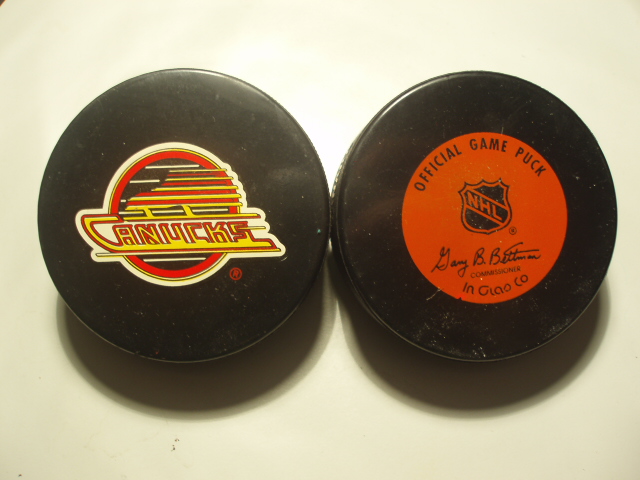 CANUCKS
®
OFFICIAL GAME PUCK
NHL
®
Gary B. Bettman
COMMISSIONER
In Glas Co